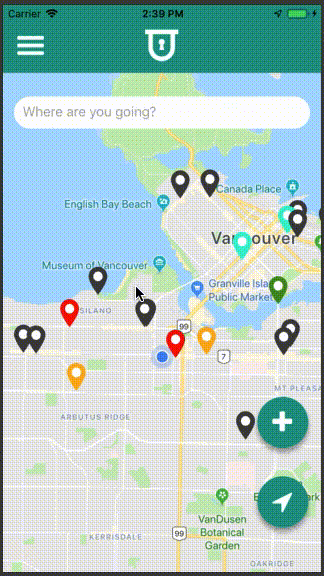 Carrier 2:39 PM
Where are you going?
Canada Place
English Bay Beach
Vancouver
Museum of Vancouver
Granville Isla
Public Market
SILANO
99
7
MT PLEASA
ARBUTUS RIDGE
VanDusen
Botanical
Garden
99
KERRISDALE
OAKRIDGE